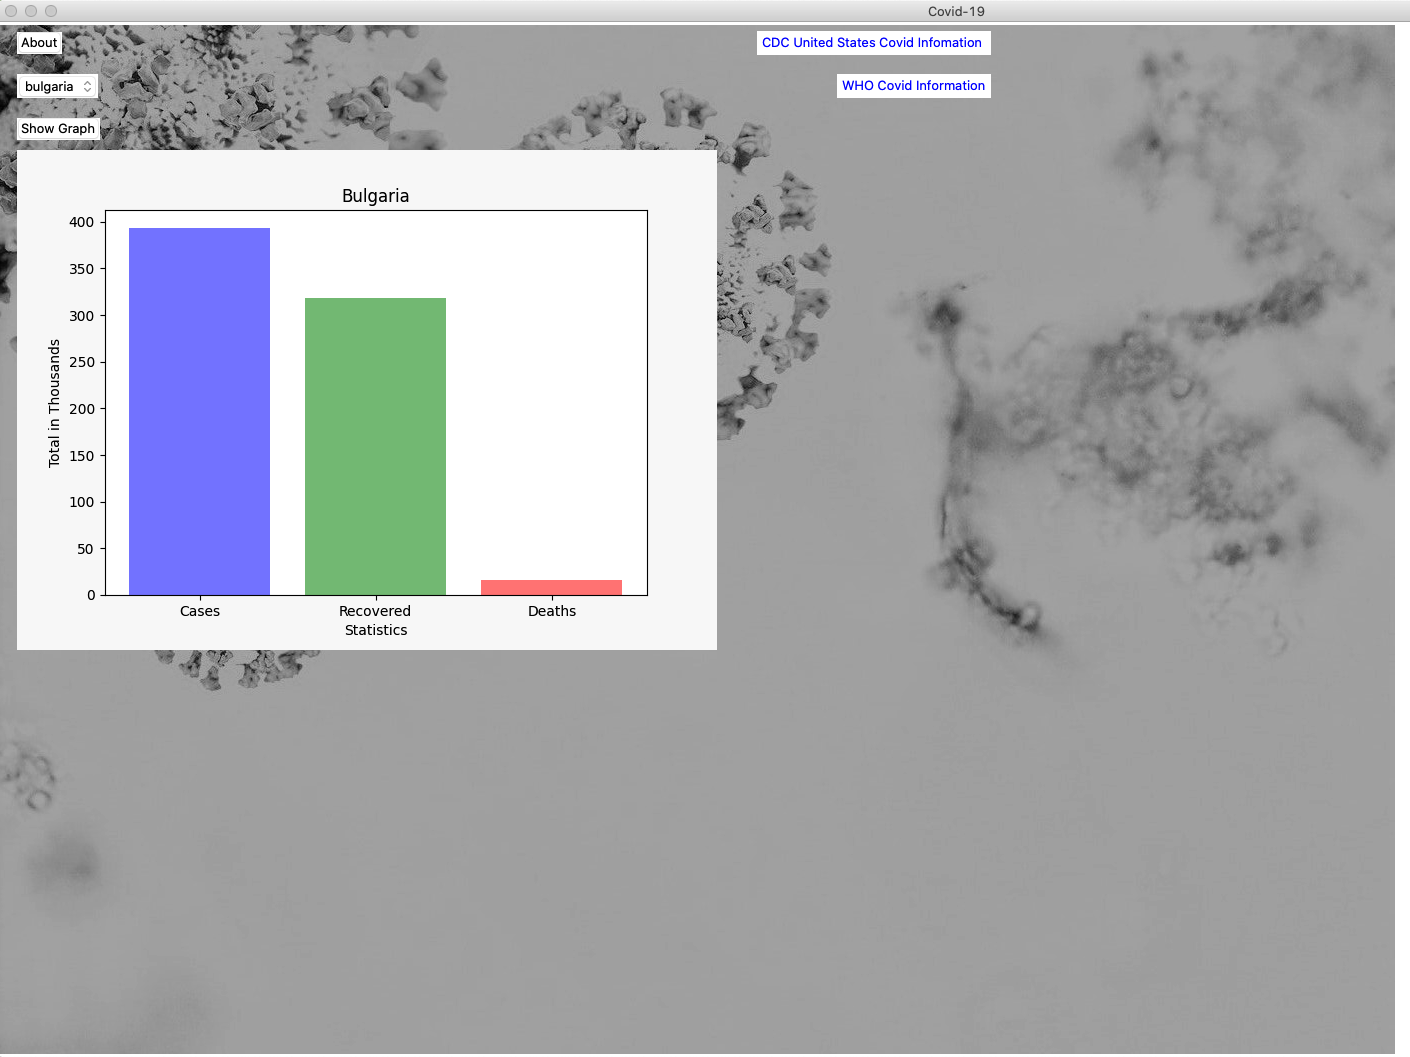 Covid-19
About
CDC United States Covid Infomation
bulgaria
WHO Covid Information
Show Graph
Bulgaria
400
350
300
250
200
150
100
50
0
Total in Thousands
Cases
Recovered
Deaths
Statistics